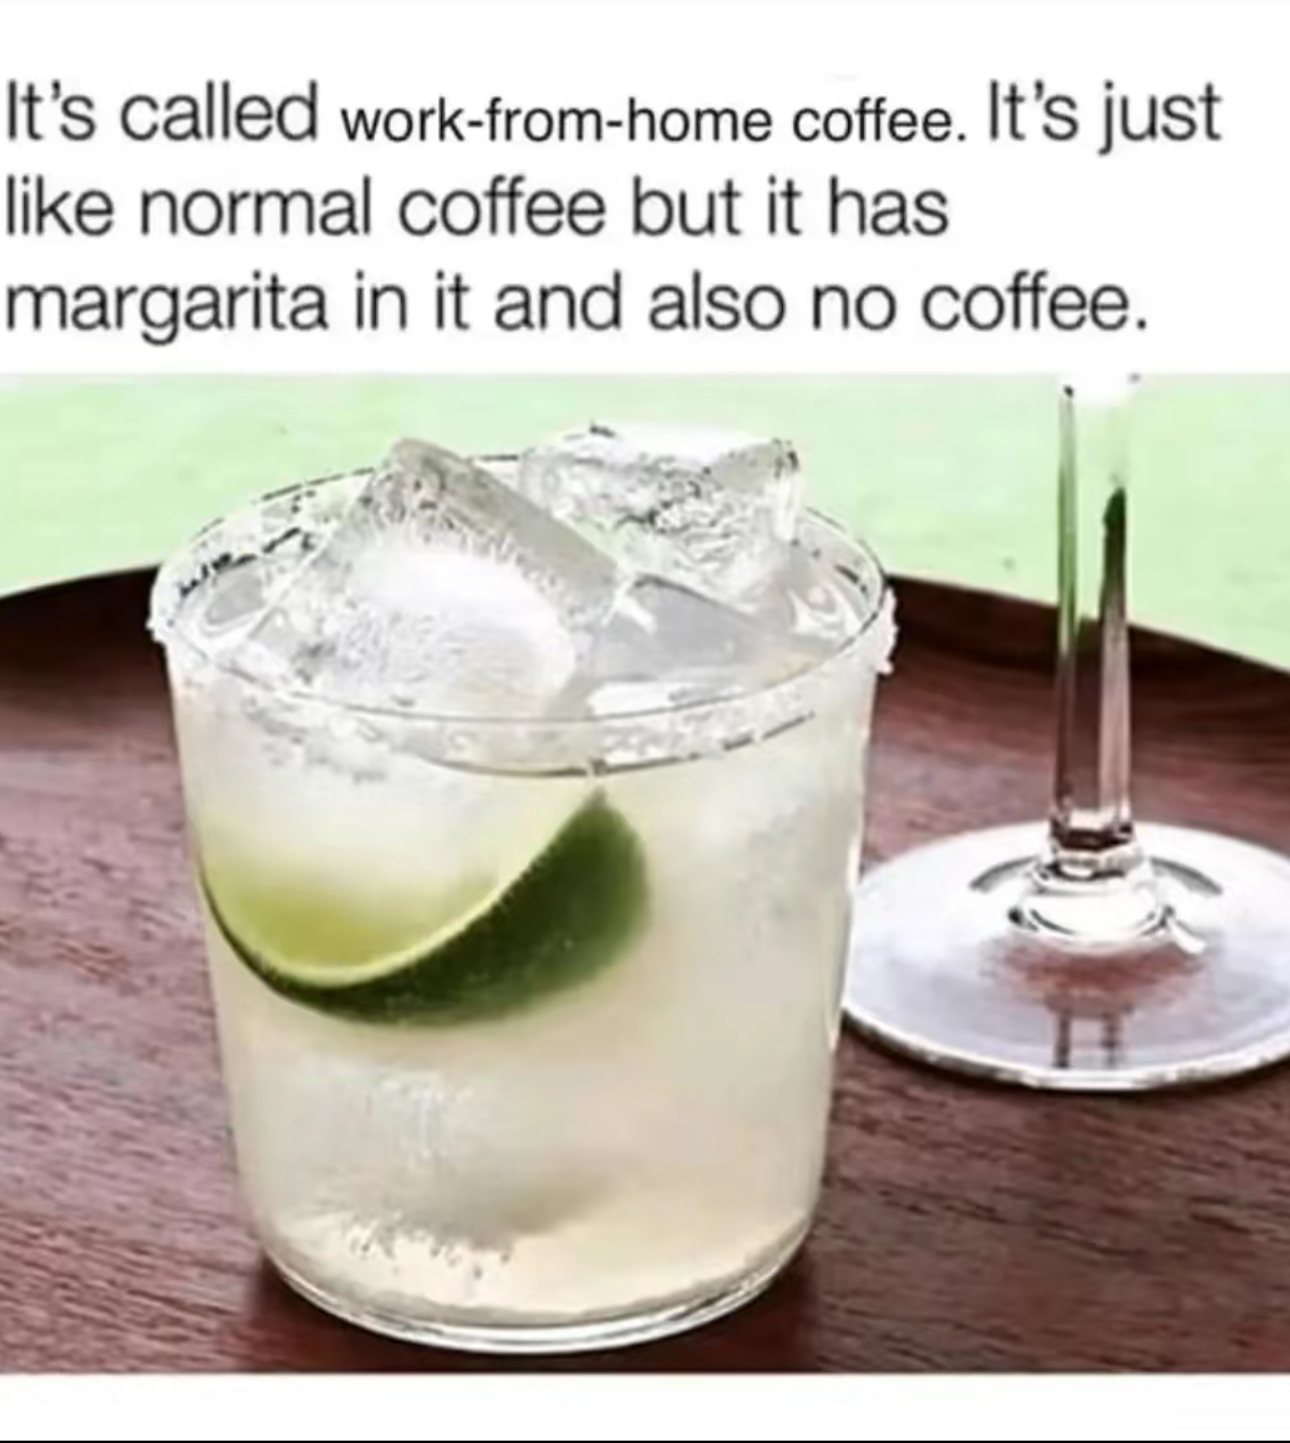 It's called work-from-home coffee. It's just
like normal coffee but it has
margarita in it and also no coffee.